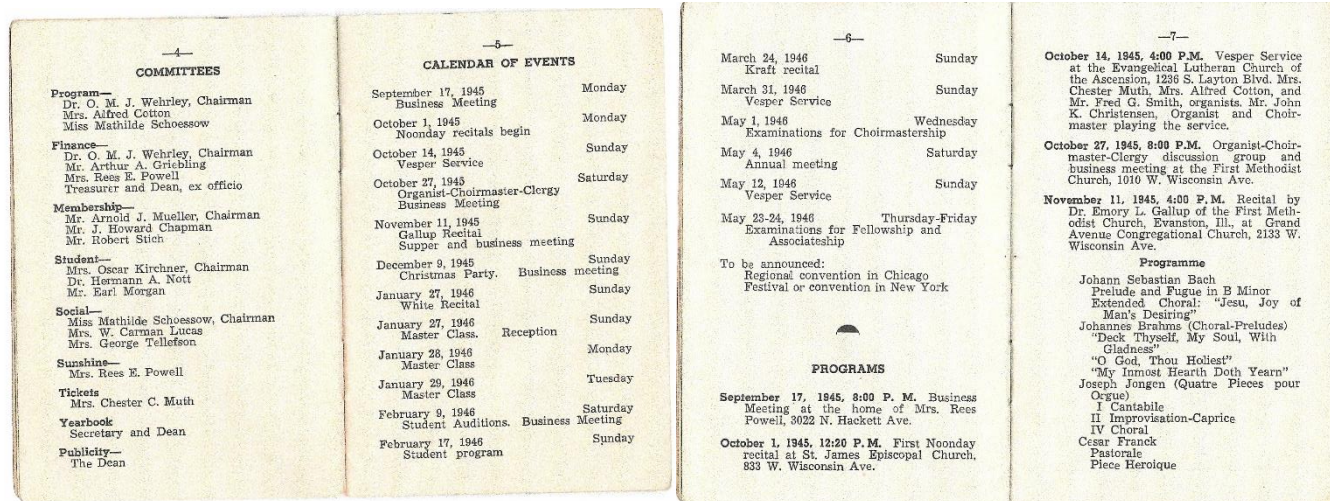 —4—
COMMITTEES
Program—
Dr. O. M. J. Wehrley, Chairman
Mrs. Alfred Cotton
Miss Mathilde Schoessow
Finance—
Dr. O. M. J. Wehrley, Chairman
Mr. Arthur A. Griebling
Mrs. Rees E. Powell
Treasurer and Dean, ex officio
Membership—
Mr. Arnold J. Mueller, Chairman
Mr. J. Howard Chapman
Mr. Robert Stich
Student—
Mrs. Oscar Kirchner, Chairman
Dr. Hermann A. Nott
Mr. Earl Morgan
Social—
Miss Mathilde Schoessow, Chairman
Mrs. W. Carman Lucas
Mrs. George Tellefson
Sunshine—
Mrs. Rees E. Powell
Tickets
Mrs. Chester C. Muth
Yearbook
Secretary and Dean
Publicity—
The Dean
—5—
CALENDAR OF EVENTS
September 17, 1945 Monday
Business Meeting
October 1, 1945 Monday
Noonday recitals begin
October 14, 1945 Sunday
Vesper Service
October 27, 1945 Saturday
Organist-Choirmaster-Clergy
Business Meeting
November 11, 1945 Sunday
Gallup Recital
Supper and business meeting
December 9, 1945 Sunday
Christmas Party. Business meeting
January 27, 1946 Sunday
White Recital
January 27, 1946 Sunday
Master Class. Reception
January 28, 1946 Monday
Master Class
January 29, 1946 Tuesday
Master Class
February 9, 1946 Saturday
Student Auditions. Business Meeting
February 17, 1946 Sunday
Student program
—6—
March 24, 1946 Sunday
Kraft recital
March 31, 1946 Sunday
Vesper Service
May 1, 1946 Wednesday
Examinations for Choirmastership
May 4, 1946 Saturday
Annual meeting
May 12, 1946 Sunday
Vesper Service
May 23-24, 1946 Thursday-Friday
Examinations for Fellowship and
Associateship
To be announced:
Regional convention in Chicago
Festival or convention in New York
PROGRAMS
September 17, 1945, 8:00 P. M. Business
Meeting at the home of Mrs. Rees
Powell, 3022 N. Hackett Ave.
October 1, 1945, 12:20 P. M. First Noonday
recital at St. James Episcopal Church,
833 W. Wisconsin Ave.
—7—
October 14, 1945, 4:00 P.M. Vesper Service
at the Evangelical Lutheran Church of
the Ascension, 1236 S. Layton Blvd. Mrs.
Chester Muth, Mrs. Alfred Cotton, and
Mr. Fred G. Smith, organists. Mr. John
K. Christensen, Organist and Choir-
master playing the service.
October 27, 1945, 8:00 P.M. Organist-Choir-
master-Clergy discussion group and
business meeting at the First Methodist
Church, 1010 W. Wisconsin Ave.
November 11, 1945, 4:00 P. M. Recital by
Dr. Emory L. Gallup of the First Meth-
odist Church, Evanston, Ill., at Grand
Avenue Congregational Church, 2133 W.
Wisconsin Ave.
Programme
Johann Sebastian Bach
Prelude and Fugue in B Minor
Extended Choral: "Jesu, Joy of
Man's Desiring"
Johannes Brahms (Choral-Preludes)
"Deck Thyself, My Soul, With
Gladness"
"O God, Thou Holiest"
"My Inmost Hearth Doth Yearn"
Joseph Jongen (Quatre Pieces pour
Orgue)
I Cantabile
II Improvisation-Caprice
IV Choral
Cesar Franck
Pastorale
Piece Heroique